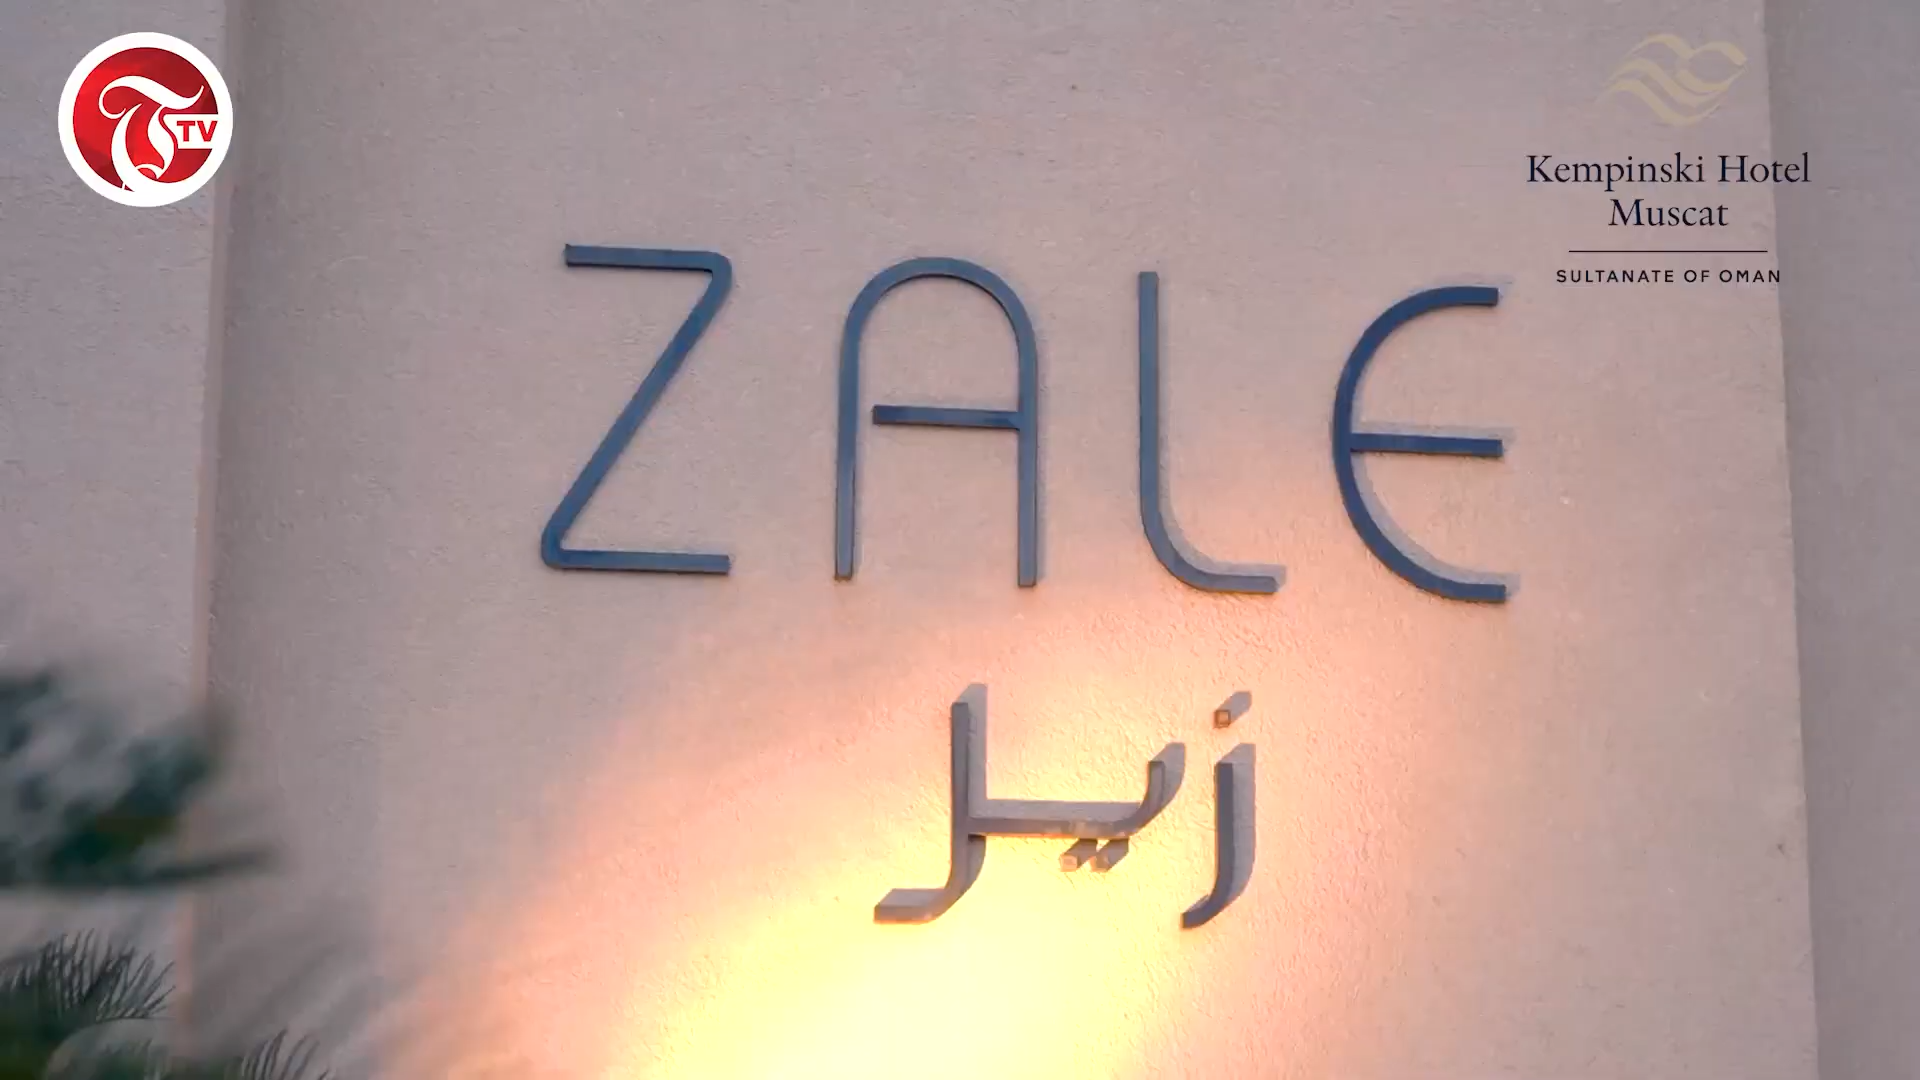 TV
Kempinski Hotel
Muscat
SULTANATE OF OMAN
ZALE
زيل